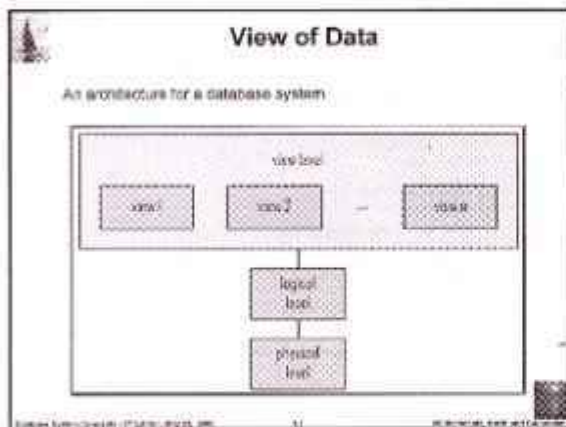 View of Data
An architecture for a database system
view level
view 1
view 2
...
view n
logical
level
physical
level